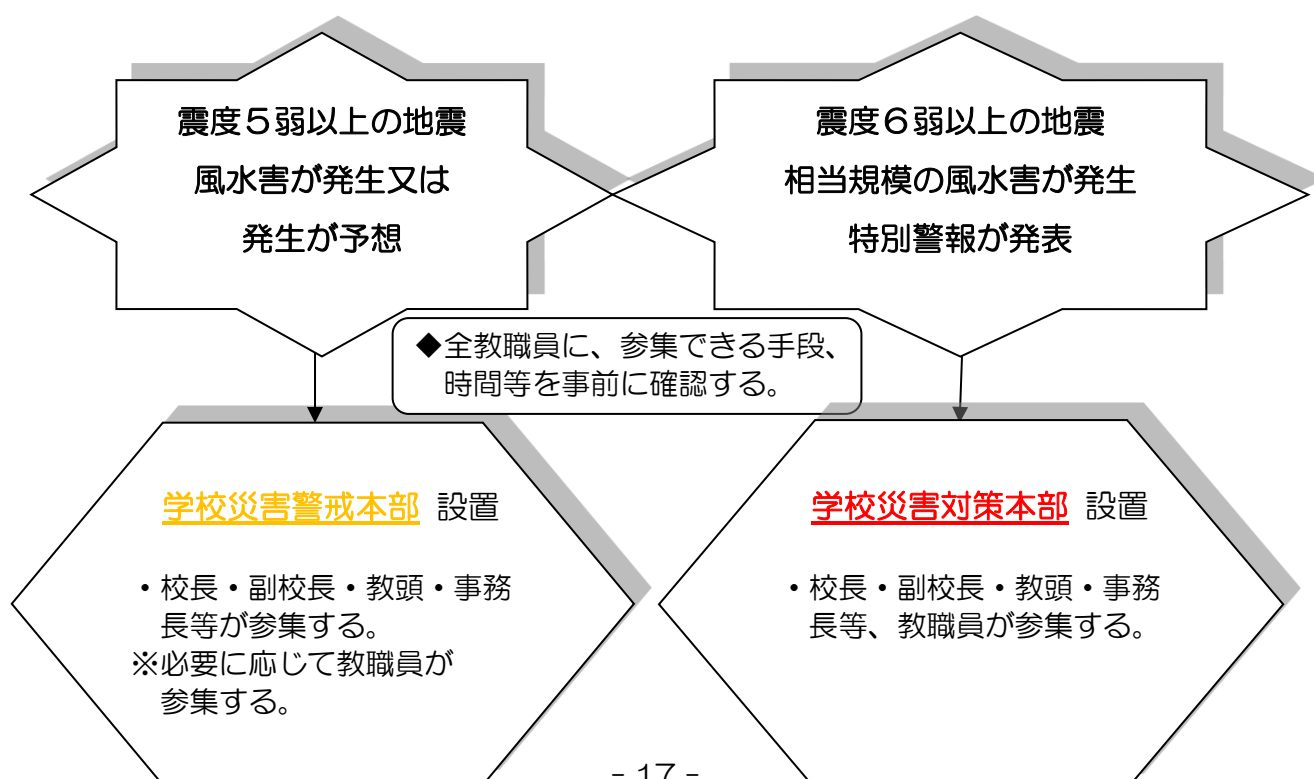 震度５弱以上の地震
風水害が発生又は
発生が予想
震度６弱以上の地震
相当規模の風水害が発生
特別警報が発表
◆全教職員に、参集できる手段、
時間等を事前に確認する。
学校災害警戒本部 設置
・校長・副校長・教頭・事務
長等が参集する。
※必要に応じて教職員が
参集する。
学校災害対策本部 設置
・校長・副校長・教頭・事務
長等、教職員が参集する。
- 17 -